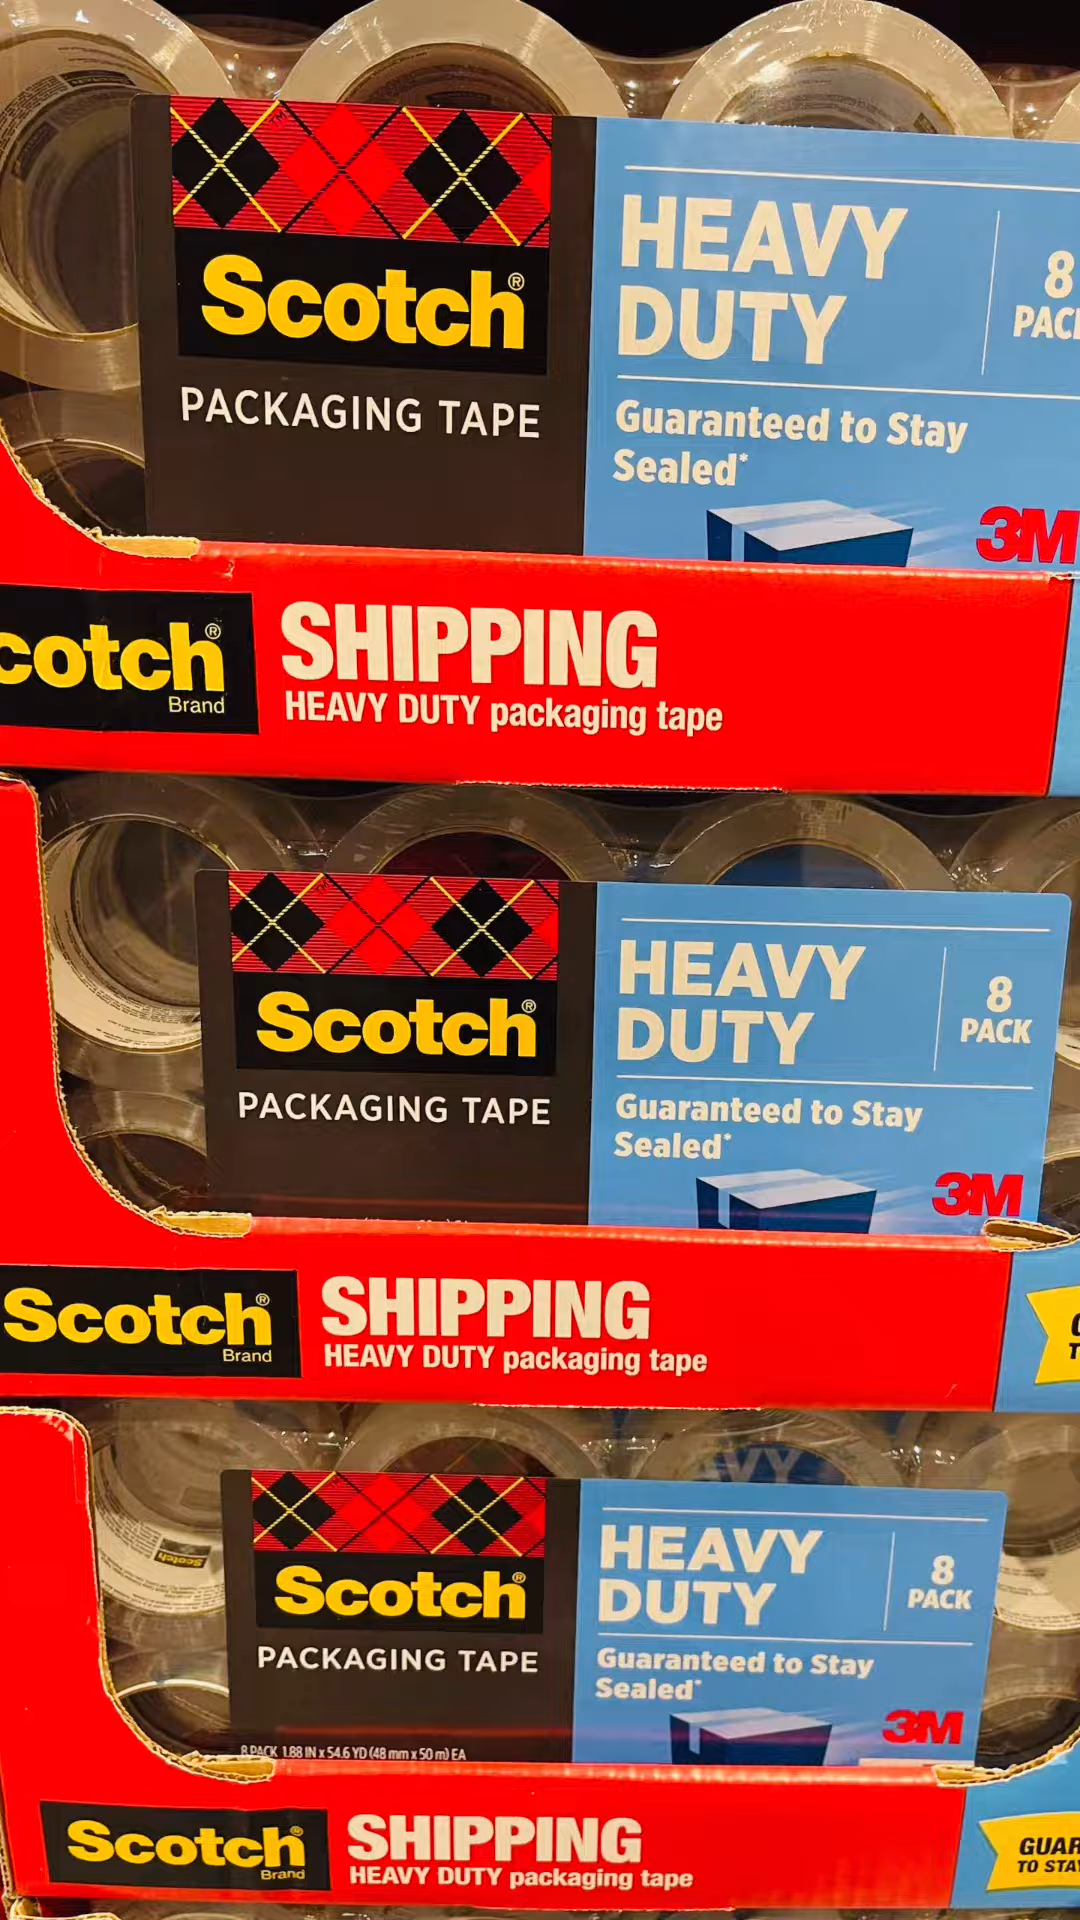 Scotch®
PACKAGING TAPE
HEAVY
DUTY
8
Guaranteed to Stay
Sealed*
3M
Brand
SHIPPING
HEAVY DUTY packaging tape
Scotch®
PACKAGING TAPE
HEAVY
DUTY
8
PACK
Guaranteed to Stay
Sealed*
3M
Scotch®
Brand
SHIPPING
HEAVY DUTY packaging tape
Scotch
Scotch®
PACKAGING TAPE
8 PACK 1.88 IN x 54.6 YD (48 mm x 50 m) EA
HEAVY
DUTY
8
PACK
Guaranteed to Stay
Sealed*
3M
Scotch®
Brand
SHIPPING
HEAVY DUTY packaging tape
TO